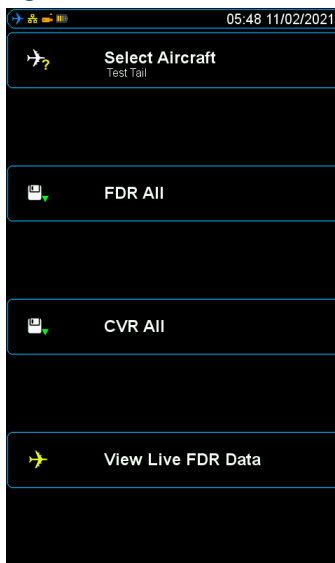 05:48 11/02/2021
Select Aircraft
?
Test Tail
FDR All
CVR All
View Live FDR Data